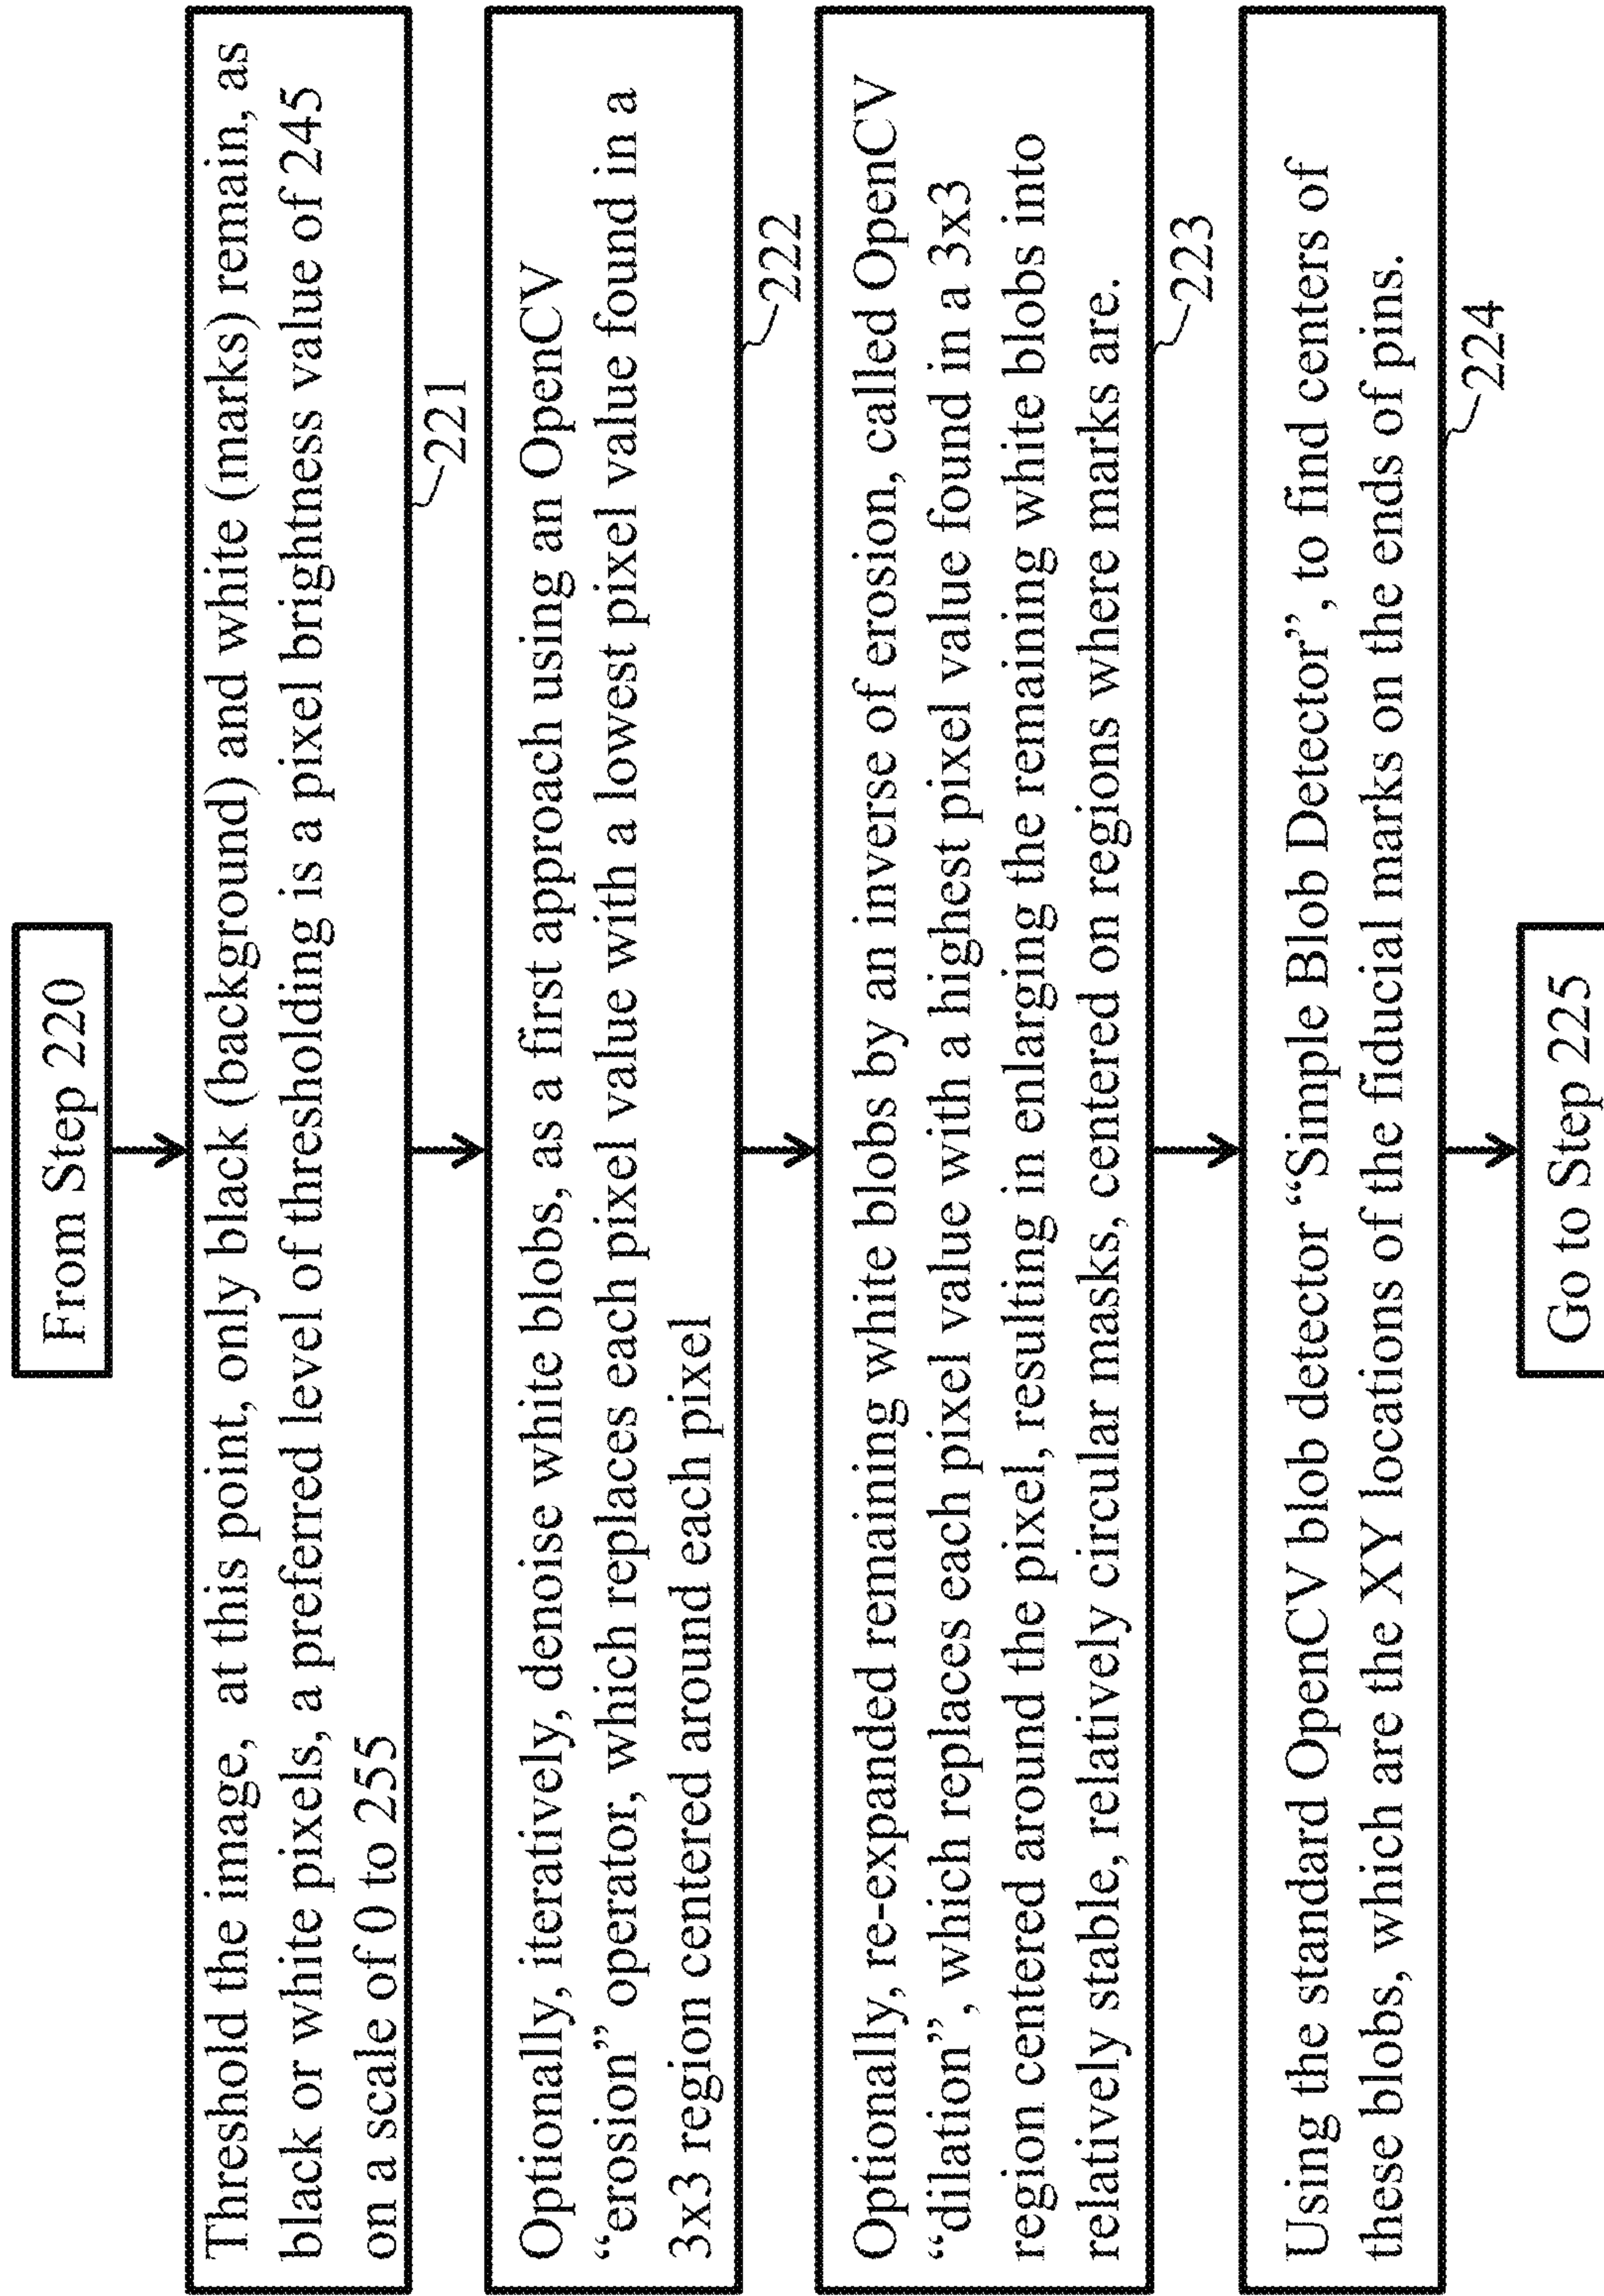 From Step 220
Threshold the image,  at this point, only black (background) and white (marks) remain, as
black or white pixels, a preferred level of thresholding is a pixel brightness value of 245
on a scale of 0 to 255
221
Optionally, iteratively, denoise white blobs, as a first approach using an OpenCV
“erosion” operator, which replaces each pixel value with a lowest pixel value found in a
3x3 region centered around each pixel
222
Optionally, re-expanded remaining white blobs by an inverse of erosion, called OpenCV
“dilation”, which replaces each pixel value with a highest pixel value found in a 3x3
region centered around the pixel, resulting in enlarging the remaining white blobs into
relatively stable, relatively circular masks, centered on regions where marks are.
223
Using the standard OpenCV blob detector “Simple Blob Detector”, to find centers of
these blobs, which are the XY locations of the fiducial marks on the ends of pins.
224
Go to Step 225